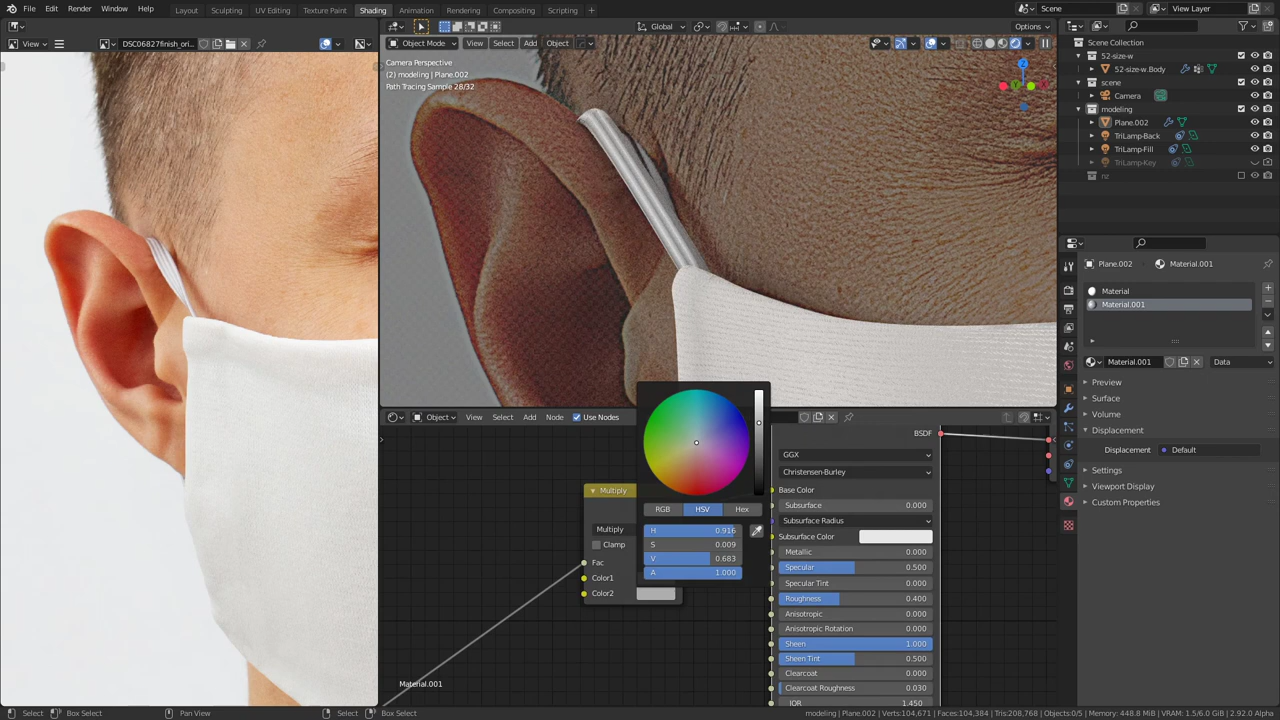 File Edit Render Window Help
Layout Sculpting UV Editing Texture Paint Shading Animation Rendering Compositing Scripting
Scene
View Layer
View
DSC06827finish_ori...
Global
Options
Object Mode View Select Add Object
Camera Perspective
(2) modeling | Plane.002
Path Tracing Sample 28/32
Scene Collection
52-size-w
52-size-w.Body
scene
Camera
modeling
Plane.002
TriLamp-Back
TriLamp-Fill
TriLamp-Key
nz
Plane.002 Material.001
Material
Material.001
Material.001 Data
Preview
Surface
Volume
Displacement
Displacement Default
Settings
Viewport Display
Custom Properties
Object View Select Add Node Use Nodes
Multiply
Multiply
Clamp
Fac
Color1
Color2
RGB HSV Hex
H 0.916
S 0.009
V 0.683
A 1.000
BSDF
GGX
Christensen-Burley
Base Color
Subsurface 0.000
Subsurface Radius
Subsurface Color
Metallic 0.000
Specular 0.500
Specular Tint 0.000
Roughness 0.400
Anisotropic 0.000
Anisotropic Rotation 0.000
Sheen 1.000
Sheen Tint 0.500
Clearcoat 0.000
Clearcoat Roughness 0.030
IOR 1.450
Material.001
Select Box Select Pan View Select Box Select
modeling | Plane.002 | Verts:104,671 | Faces:104,384 | Tris:208,768 | Objects:0/5 | Memory: 448.8 MiB | VRAM: 1.5/6.0 GiB | 2.92.0 Alpha